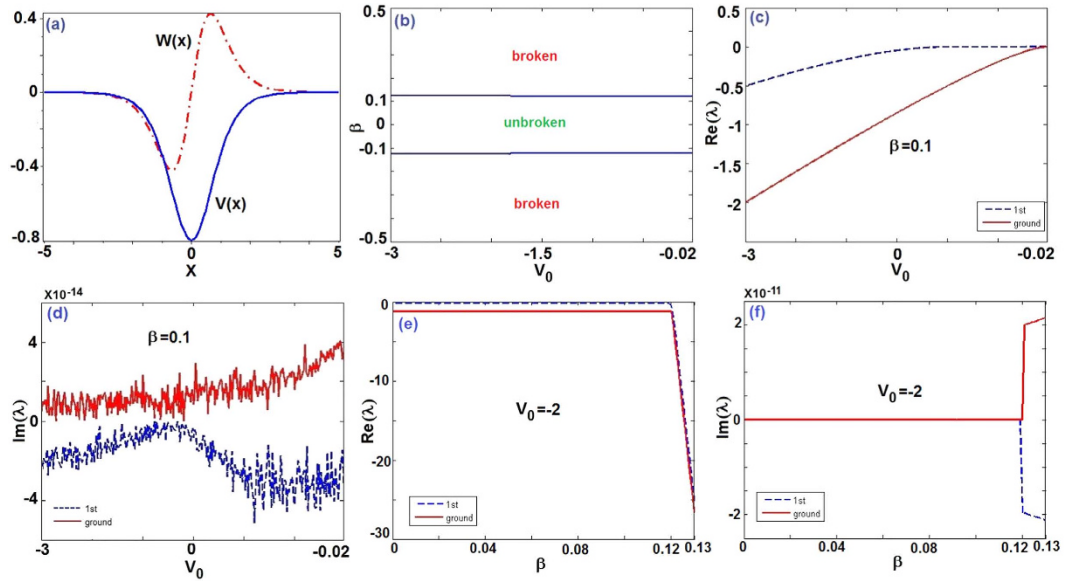 (a)
0.4
0
-0.4
-0.8
W(x)
V(x)
-5
0
5
X
(b)
0.5
0.1
0
-0.1
-0.5
β
broken
unbroken
broken
-3
-1.5
-0.02
V0
(c)
0
-0.5
-1
-1.5
-2
Re(λ)
β=0.1
1st
ground
-3
0
-0.02
V0
X10-14
(d)
4
0
-4
Im(λ)
β=0.1
1st
ground
-3
0
-0.02
V0
(e)
0
-10
-20
-30
Re(λ)
V0=-2
1st
ground
0
0.04
0.08
0.12
0.13
β
X10-11
(f)
2
0
-2
Im(λ)
V0=-2
1st
ground
0
0.04
0.08
0.12
0.13
β